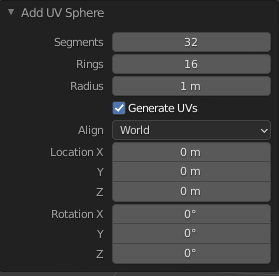 Add UV Sphere
Segments 32
Rings 16
Radius 1 m
Generate UVs
Align World
Location X 0 m
Y 0 m
Z 0 m
Rotation X 0°
Y 0°
Z 0°